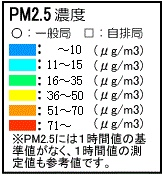 PM2.5 濃度
○：一般局　□：自排局
：　～10　(μg/m3)
：11～15　(μg/m3)
：16～35　(μg/m3)
：36～50　(μg/m3)
：51～70　(μg/m3)
：71～　(μg/m3)
※PM2.5には1時間値の基
準値がなく、1時間値の測
定値も参考値です。